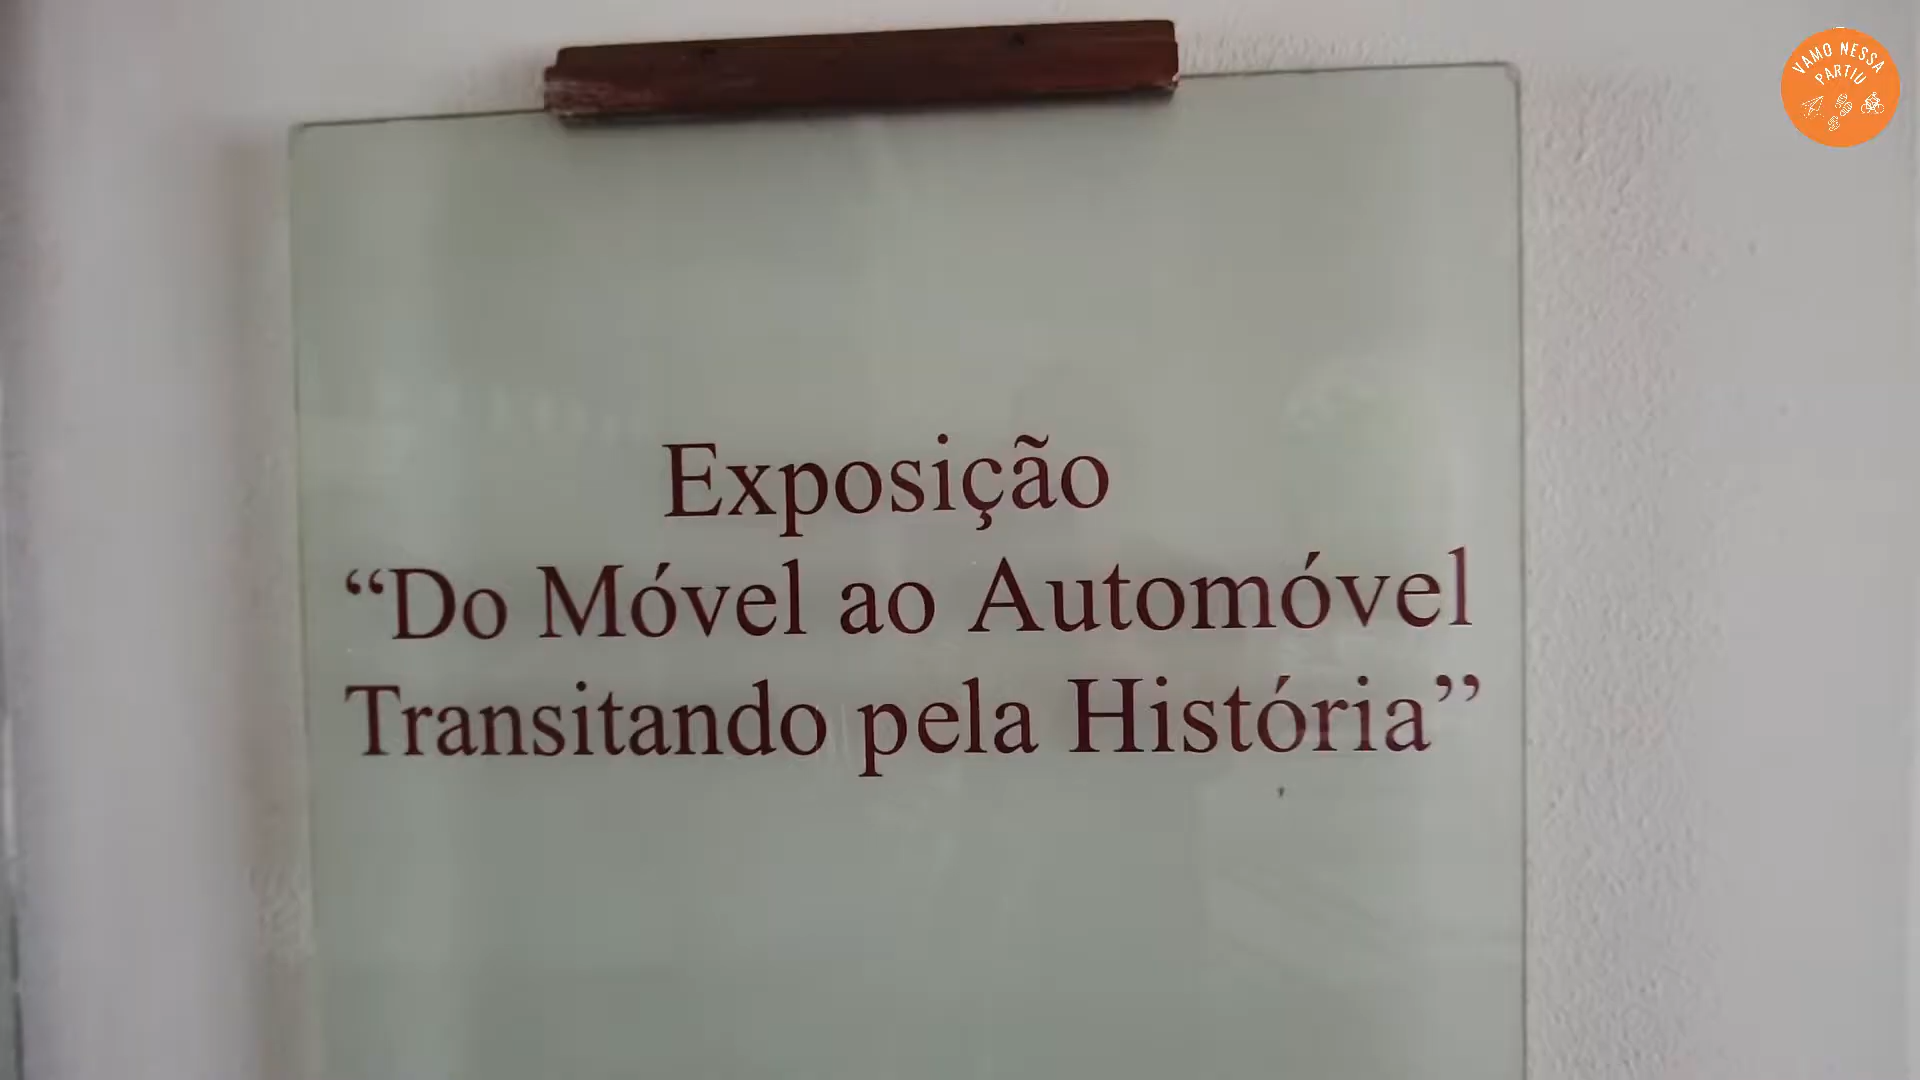 VAMO NESSA
PARTIU
Exposição
“Do Móvel ao Automóvel
Transitando pela História”